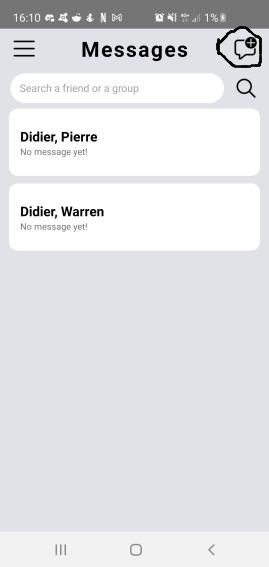 16:10 N 1%
Messages
Search a friend or a group
Didier, Pierre
No message yet!
Didier, Warren
No message yet!